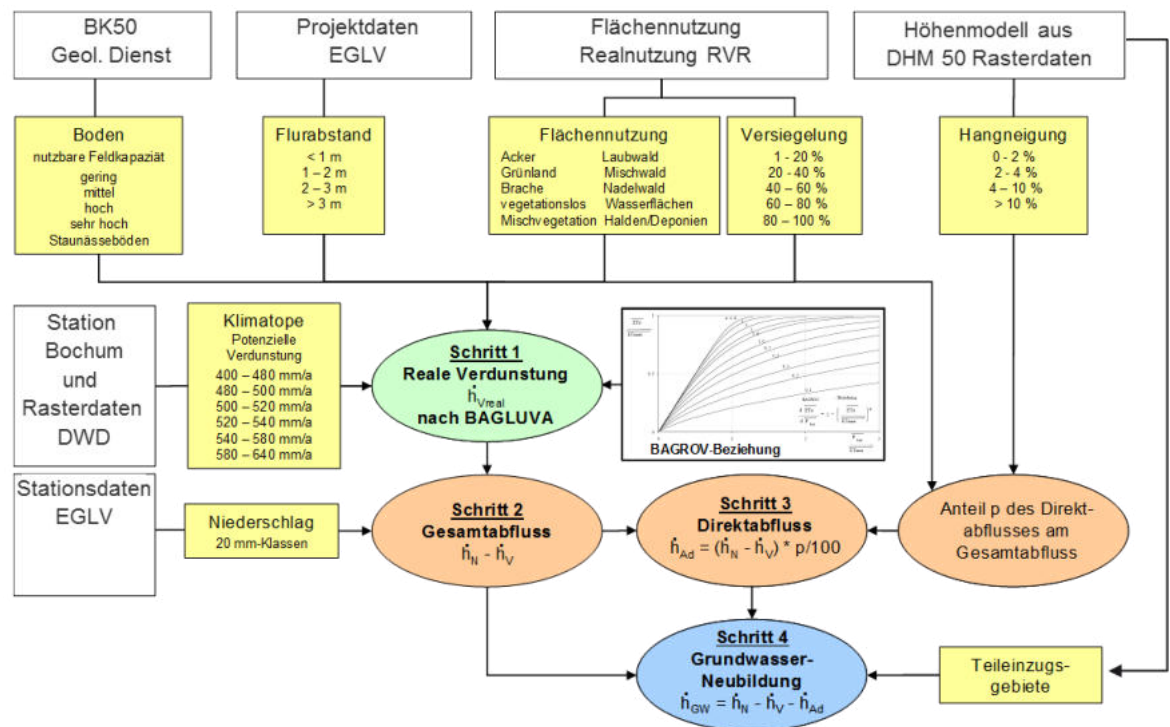 BK50
Geol. Dienst
Projektdaten
EGLV
Flächennutzung
Realnutzung RVR
Höhenmodell aus
DHM 50 Rasterdaten
Boden
nutzbare Feldkapaziät
gering
mittel
hoch
sehr hoch
Staunässeböden
Flurabstand
< 1 m
1 – 2 m
2 – 3 m
> 3 m
Flächennutzung
Acker Laubwald
Grünland Mischwald
Brache Nadelwald
vegetationslos Wasserflächen
Mischvegetation Halden/Deponien
Versiegelung
1 - 20 %
20 - 40 %
40 – 60 %
60 – 80 %
80 – 100 %
Hangneigung
0 - 2 %
2 - 4 %
4 – 10 %
> 10 %
Station
Bochum
und
Rasterdaten
DWD
Klimatope
Potenzielle
Verdunstung
400 – 480 mm/a
480 – 500 mm/a
500 – 520 mm/a
520 – 540 mm/a
540 – 580 mm/a
580 – 640 mm/a
Schritt 1
Reale Verdunstung
ḣVreal
nach BAGLUVA
BAGROV-Beziehung
Stationsdaten
EGLV
Niederschlag
20 mm-Klassen
Schritt 2
Gesamtabfluss
ḣN - ḣV
Schritt 3
Direktabfluss
ḣAd = (ḣN - ḣV) * p/100
Anteil p des Direkt-
abflusses am
Gesamtabfluss
Schritt 4
Grundwasser-
Neubildung
ḣGW = ḣN - ḣV - ḣAd
Teileinzugs-
gebiete